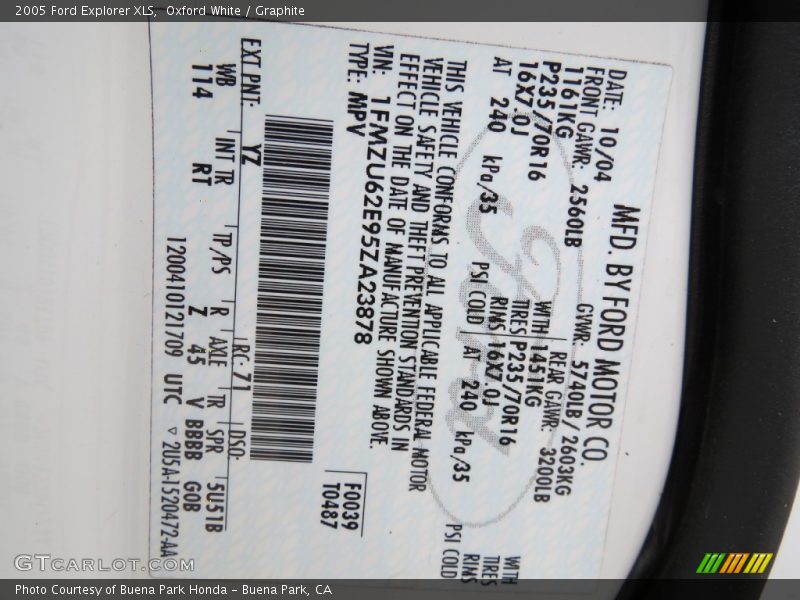 2005 Ford Explorer XLS,  Oxford White / Graphite
MFD. BY FORD MOTOR CO.
DATE: 10/04 GVWR: 5740LB/ 2603KG
FRONT GAWR: 2560LB REAR GAWR: 3200LB
1161KG WITH 1451KG WITH
P235/70R16 TIRES P235/70R16 TIRES
16X7.0J RIMS 16X7.0J RIMS
AT 240 kPa/35 PSI COLD AT 240 kPa/35 PSI COLD
THIS VEHICLE CONFORMS TO ALL APPLICABLE FEDERAL MOTOR
VEHICLE SAFETY AND THEFT PREVENTION STANDARDS IN
EFFECT ON THE DATE OF MANUFACTURE SHOWN ABOVE.
VIN: 1FMZU62E95ZA23878
TYPE: MPV
F0039
T0487
EXT PNT: YZ RC: 71 DSO:
WB INT TR TP/PS R AXLE TR SPR 5U51B
114 RT Z 45 V BBBB GOB
1200410121709 UTC ▽ 2U5A-1520472-AA
Ford
GTCARLOT.COM
Photo Courtesy of Buena Park Honda – Buena Park, CA